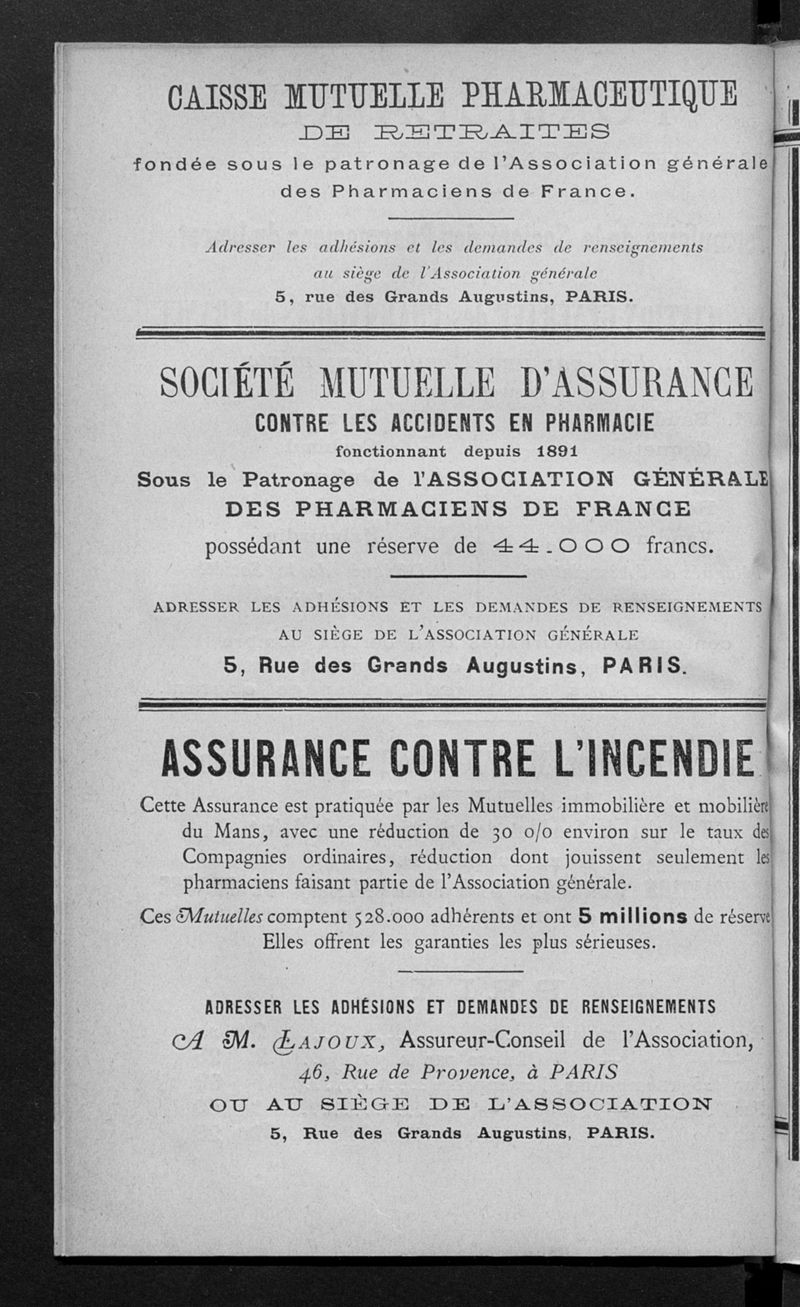 CAISSE MUTUELLE PHARMACEUTIQUE
DE RETRAITES
fondée sous le patronage de l'Association générale
des Pharmaciens de France.
Adresser les adhésions et les demandes de renseignements
au siège de l'Association générale
5, rue des Grands Augustins, PARIS.
SOCIÉTÉ MUTUELLE D'ASSURANCE
CONTRE LES ACCIDENTS EN PHARMACIE
fonctionnant depuis 1891
Sous le Patronage de l'ASSOCIATION GÉNÉRALE
DES PHARMACIENS DE FRANCE
possédant une réserve de 44.000 francs.
ADRESSER LES ADHÉSIONS ET LES DEMANDES DE RENSEIGNEMENTS
AU SIÈGE DE L'ASSOCIATION GÉNÉRALE
5, Rue des Grands Augustins, PARIS.
ASSURANCE CONTRE L'INCENDIE
Cette Assurance est pratiquée par les Mutuelles immobilière et mobilière
du Mans, avec une réduction de 30 0/0 environ sur le taux des
Compagnies ordinaires, réduction dont jouissent seulement les
pharmaciens faisant partie de l'Association générale.
Ces Mutuelles comptent 528.000 adhérents et ont 5 millions de réserve
Elles offrent les garanties les plus sérieuses.
ADRESSER LES ADHÉSIONS ET DEMANDES DE RENSEIGNEMENTS
A M. LAJOUX, Assureur-Conseil de l'Association,
46, Rue de Provence, à PARIS
OU AU SIÈGE DE L'ASSOCIATION
5, Rue des Grands Augustins, PARIS.